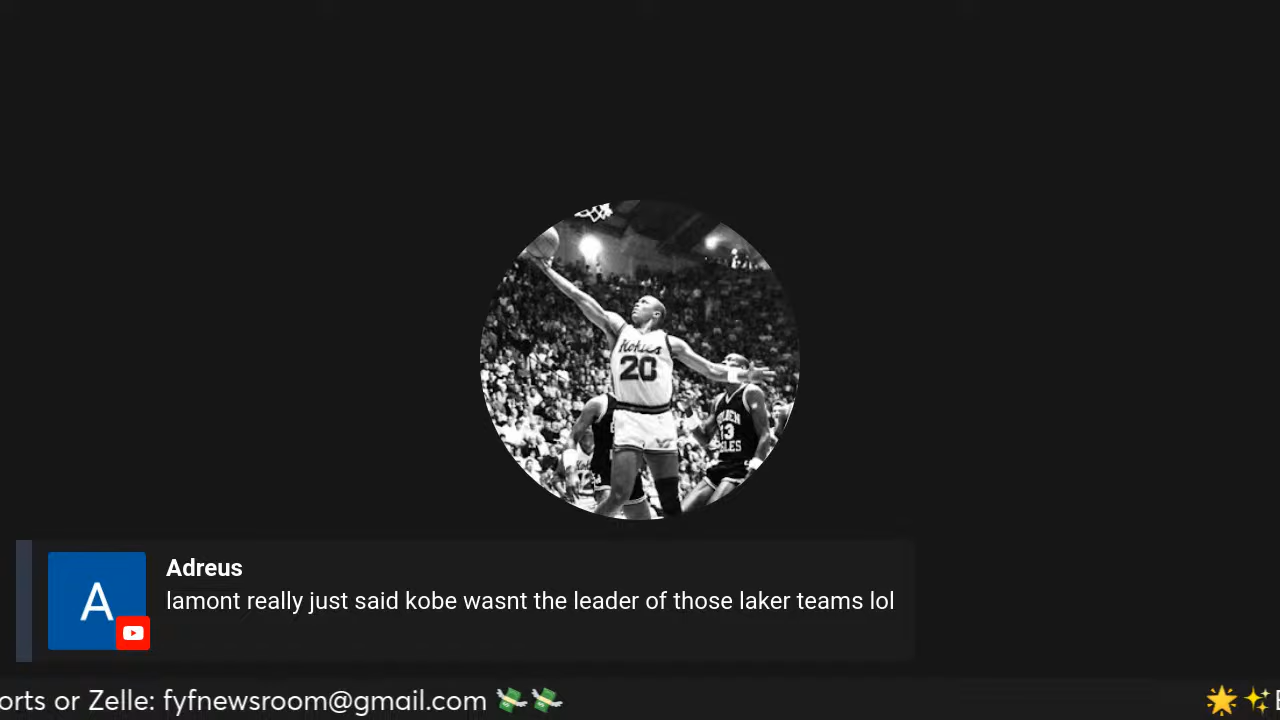 Hokies
20
13
A
Adreus
lamont really just said kobe wasnt the leader of those laker teams lol
orts or Zelle: fyfnewsroom@gmail.com 💸💸 🌟✨